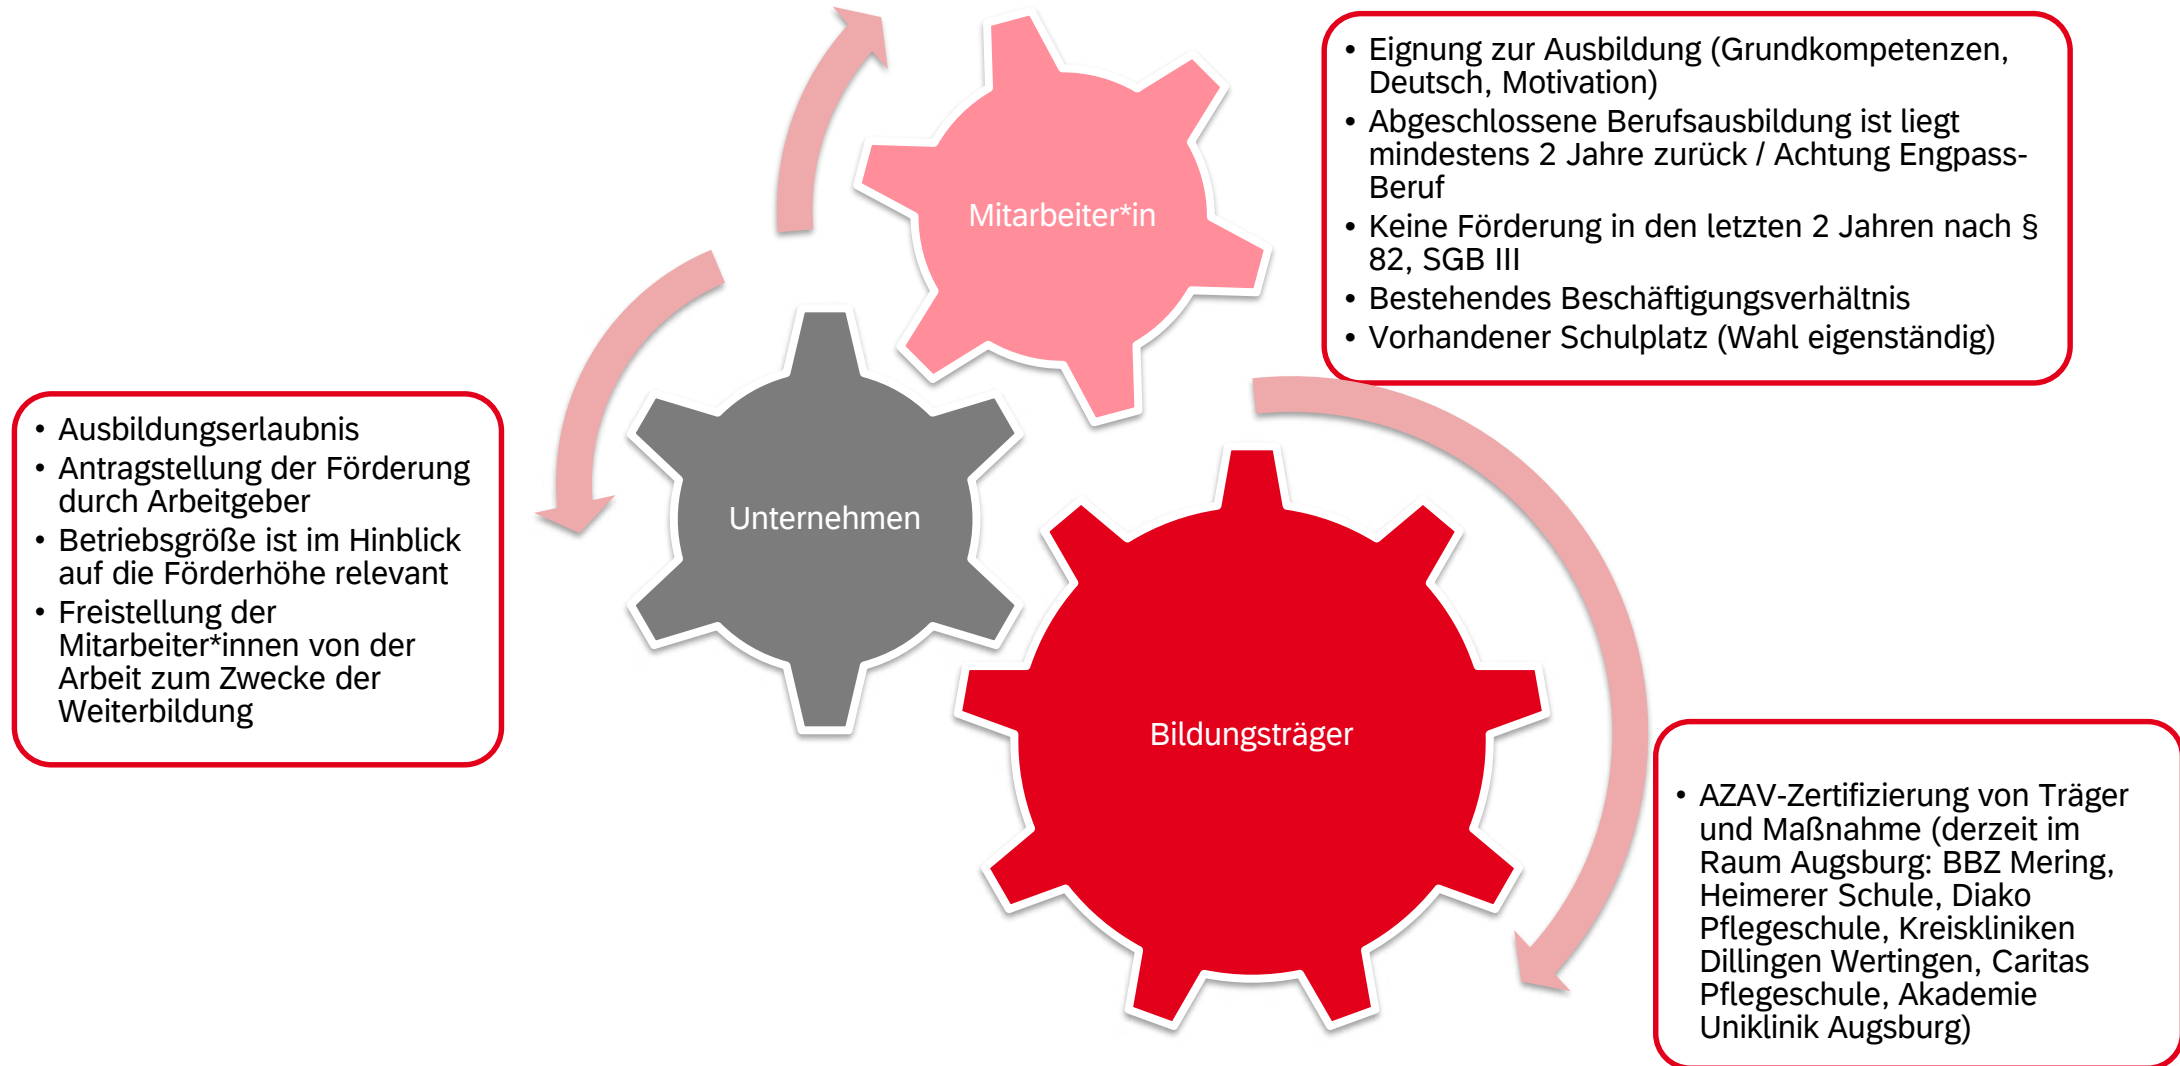 • Eignung zur Ausbildung (Grundkompetenzen,
Deutsch, Motivation)
• Abgeschlossene Berufsausbildung ist liegt
mindestens 2 Jahre zurück / Achtung Engpass-
Beruf
• Keine Förderung in den letzten 2 Jahren nach §
82, SGB III
• Bestehendes Beschäftigungsverhältnis
• Vorhandener Schulplatz (Wahl eigenständig)
Mitarbeiter*in
• Ausbildungserlaubnis
• Antragstellung der Förderung
durch Arbeitgeber
• Betriebsgröße ist im Hinblick
auf die Förderhöhe relevant
• Freistellung der
Mitarbeiter*innen von der
Arbeit zum Zwecke der
Weiterbildung
Unternehmen
Bildungsträger
• AZAV-Zertifizierung von Träger
und Maßnahme (derzeit im
Raum Augsburg: BBZ Mering,
Heimerer Schule, Diako
Pflegeschule, Kreiskliniken
Dillingen Wertingen, Caritas
Pflegeschule, Akademie
Uniklinik Augsburg)